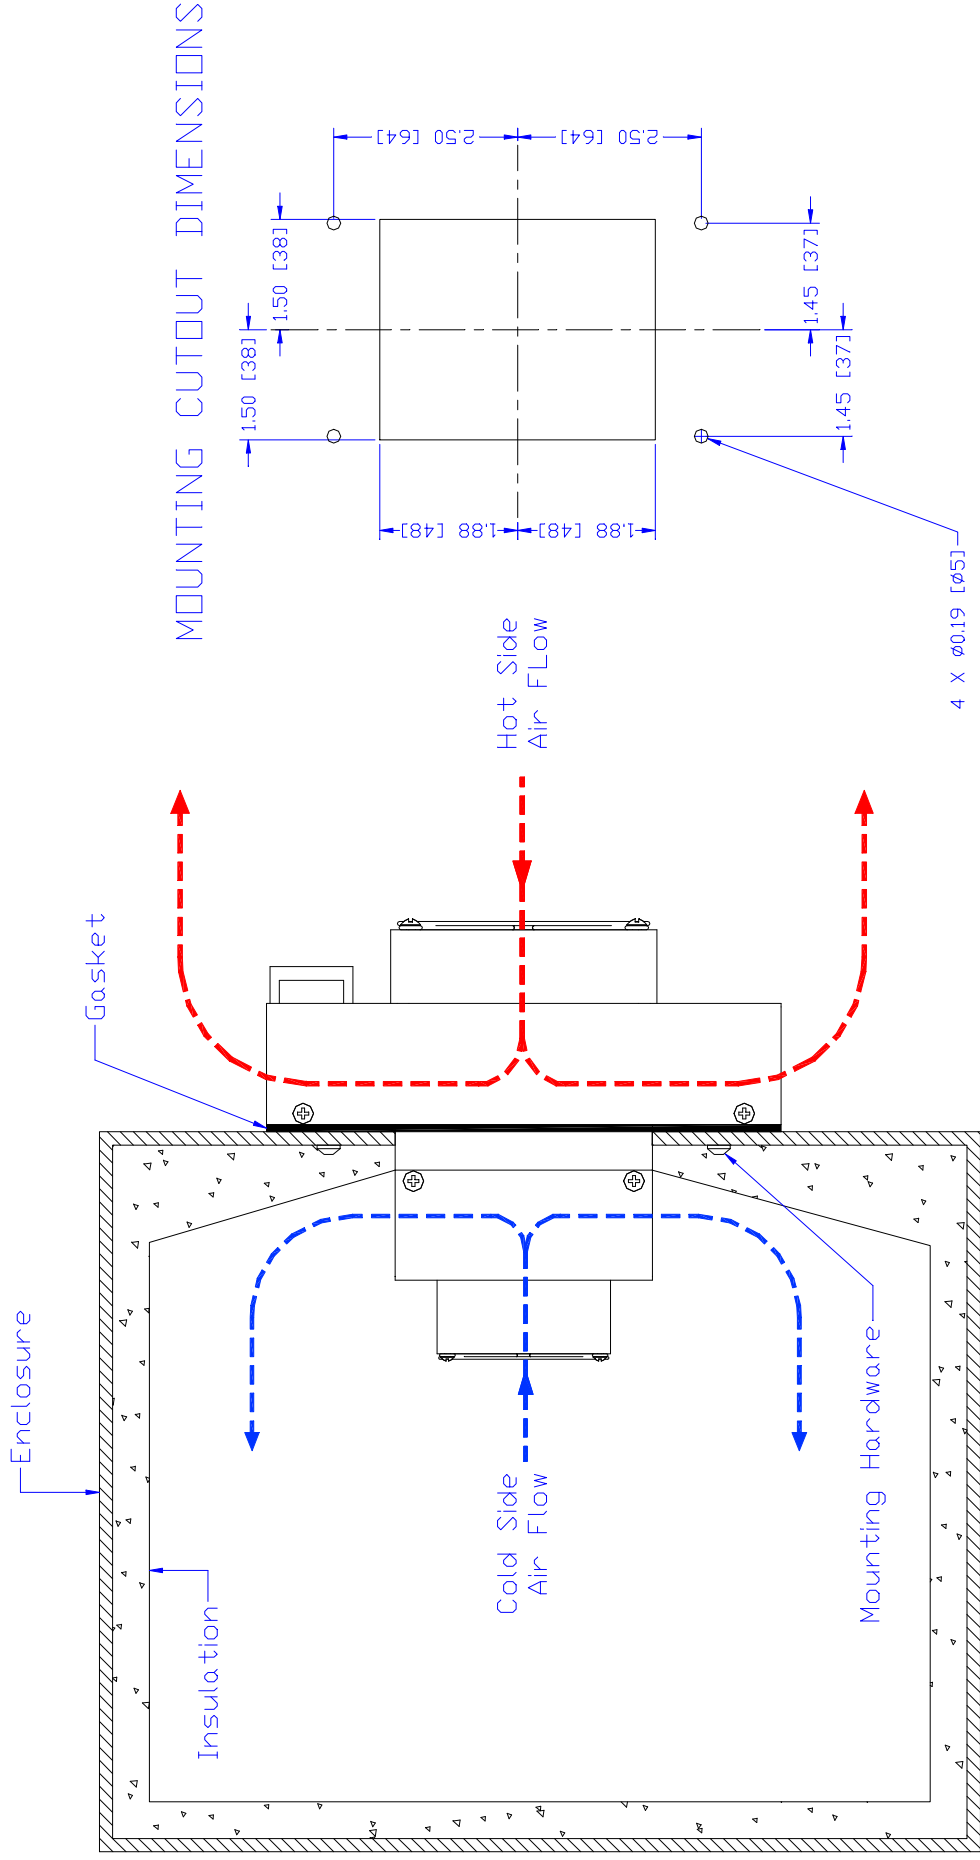 MOUNTING CUTOUT DIMENSIONS
1.50 [38]
1.50 [38]
2.50 [64]
2.50 [64]
1.88 [48]
1.88 [48]
1.45 [37]
1.45 [37]
4 X ø0.19 [ø5]
Hot Side
Air FLow
Gasket
Enclosure
Insulation
Cold Side
Air Flow
Mounting Hardware